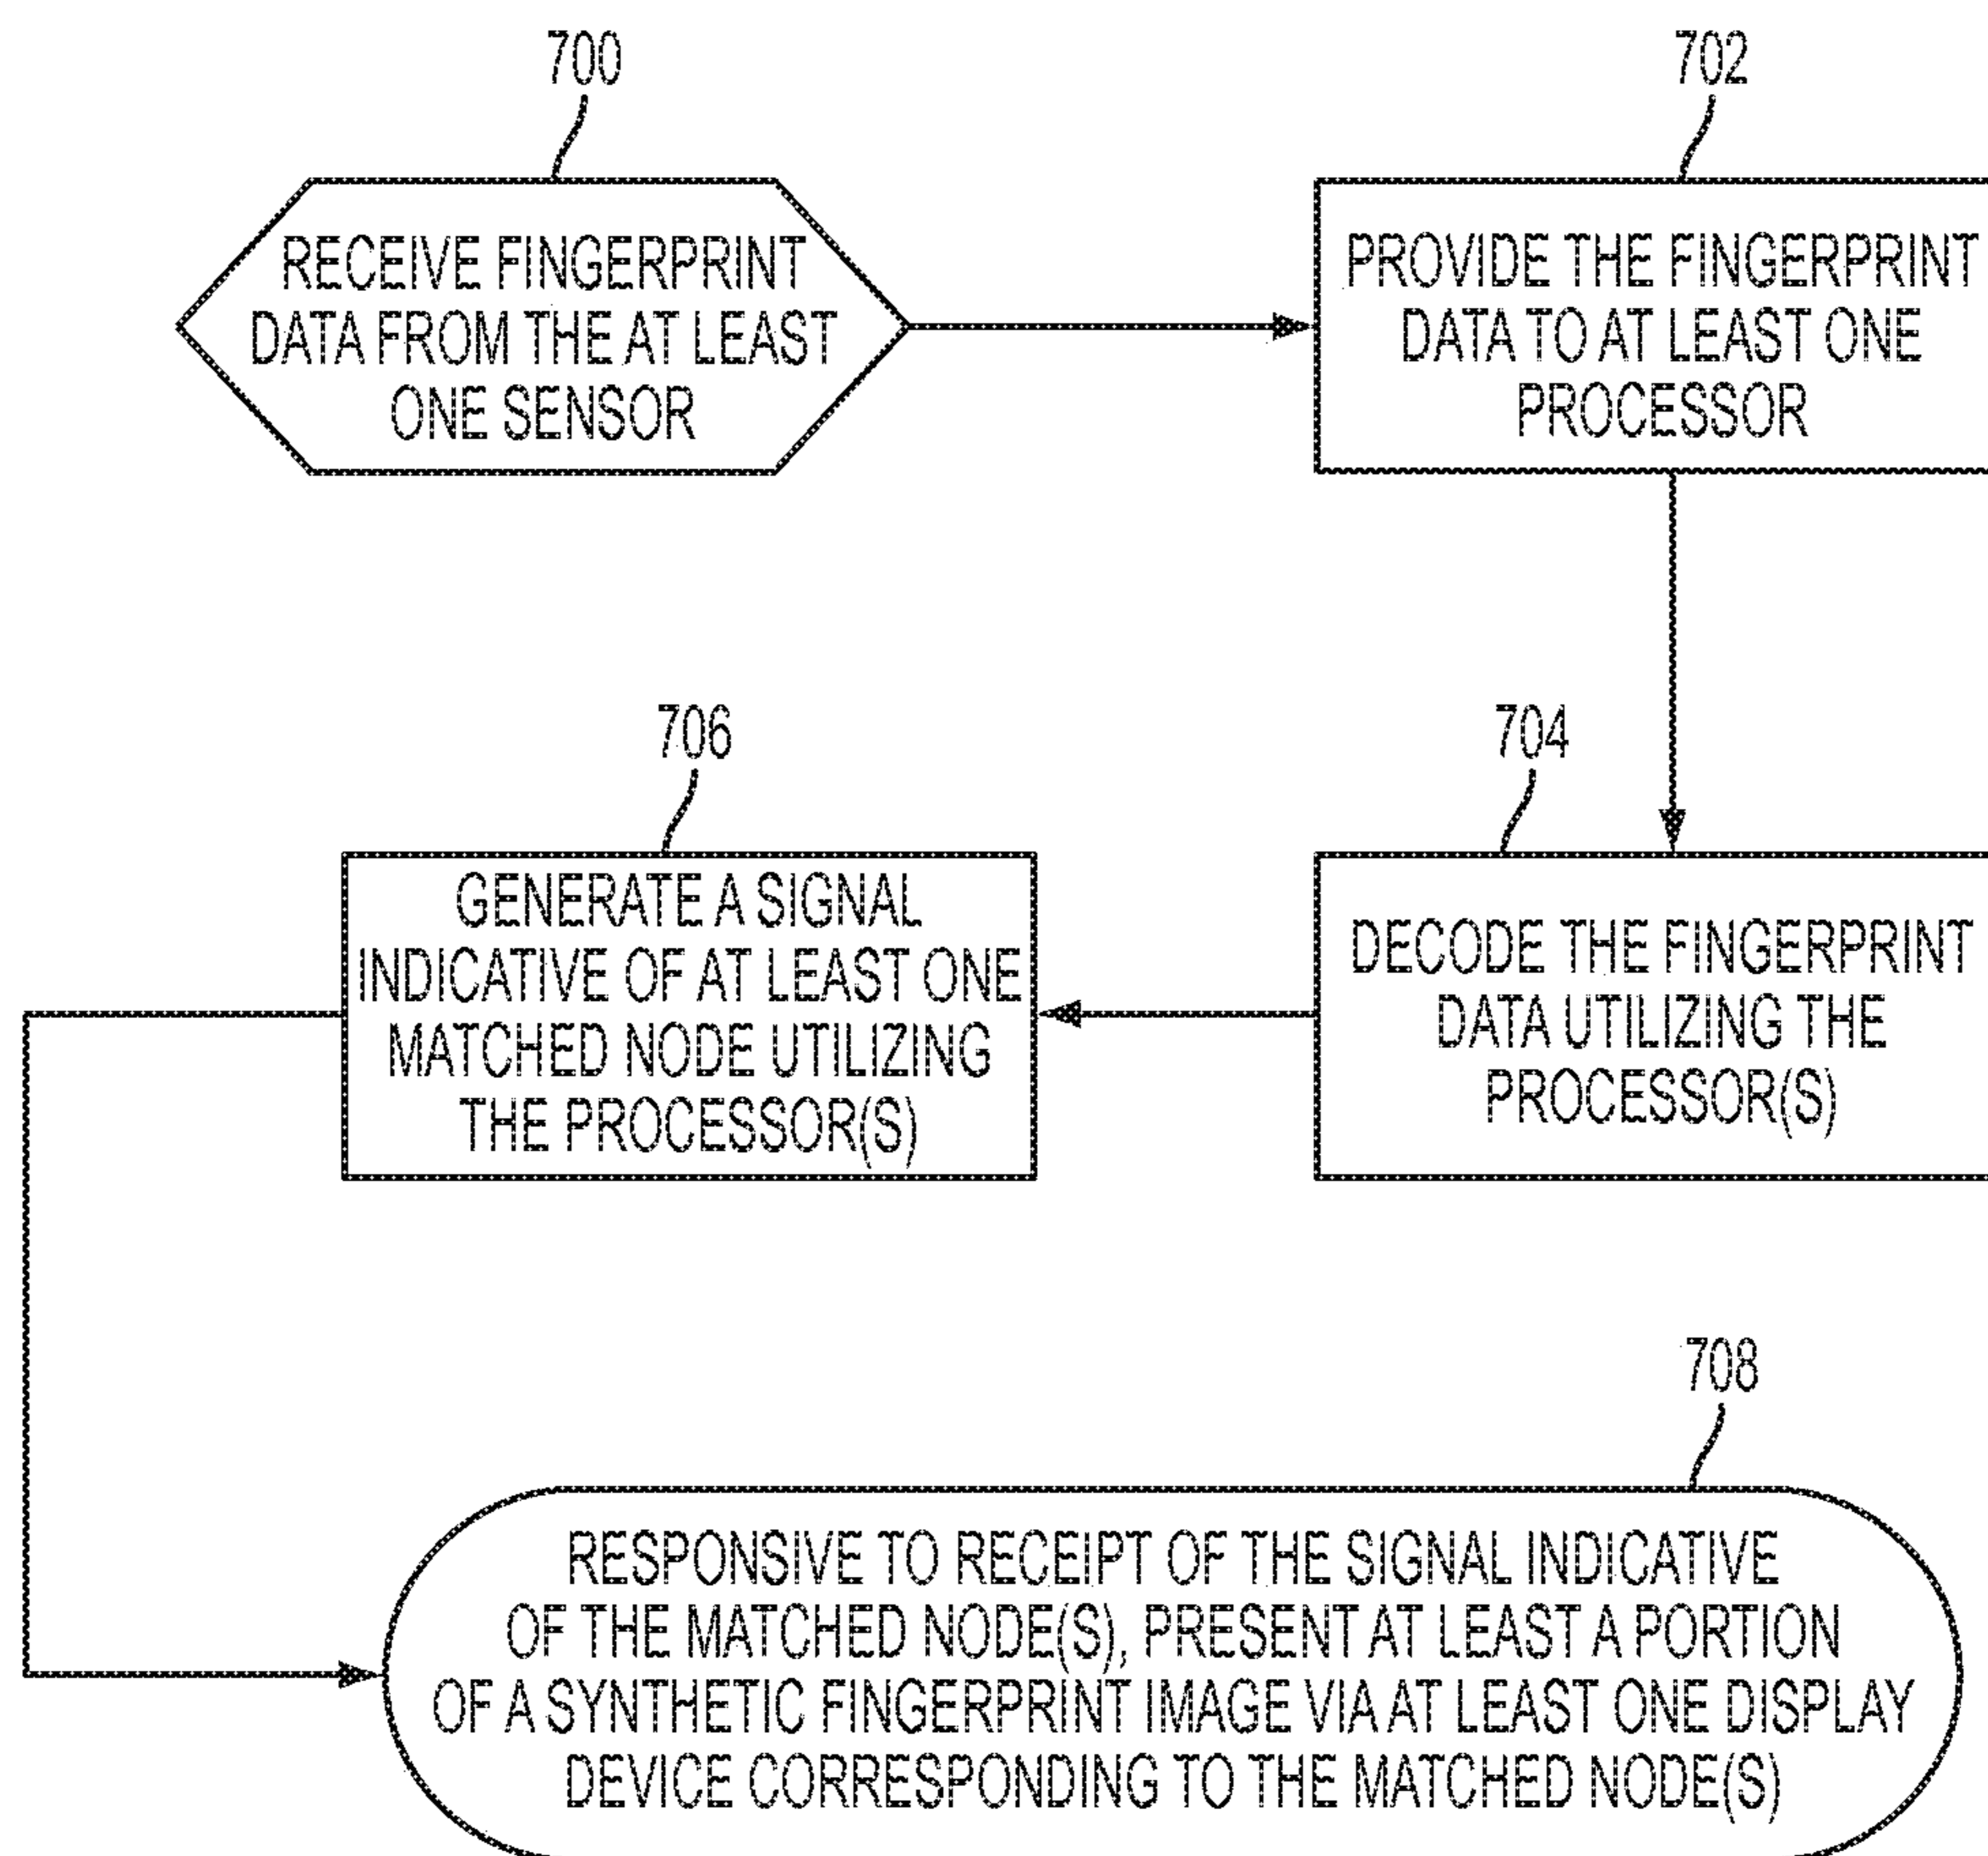 700
RECEIVE FINGERPRINT
DATA FROM THE AT LEAST
ONE SENSOR
702
PROVIDE THE FINGERPRINT
DATA TO AT LEAST ONE
PROCESSOR
704
DECODE THE FINGERPRINT
DATA UTILIZING THE
PROCESSOR(S)
706
GENERATE A SIGNAL
INDICATIVE OF AT LEAST ONE
MATCHED NODE UTILIZING
THE PROCESSOR(S)
708
RESPONSIVE TO RECEIPT OF THE SIGNAL INDICATIVE
OF THE MATCHED NODE(S), PRESENT AT LEAST A PORTION
OF A SYNTHETIC FINGERPRINT IMAGE VIA AT LEAST ONE DISPLAY
DEVICE CORRESPONDING TO THE MATCHED NODE(S)